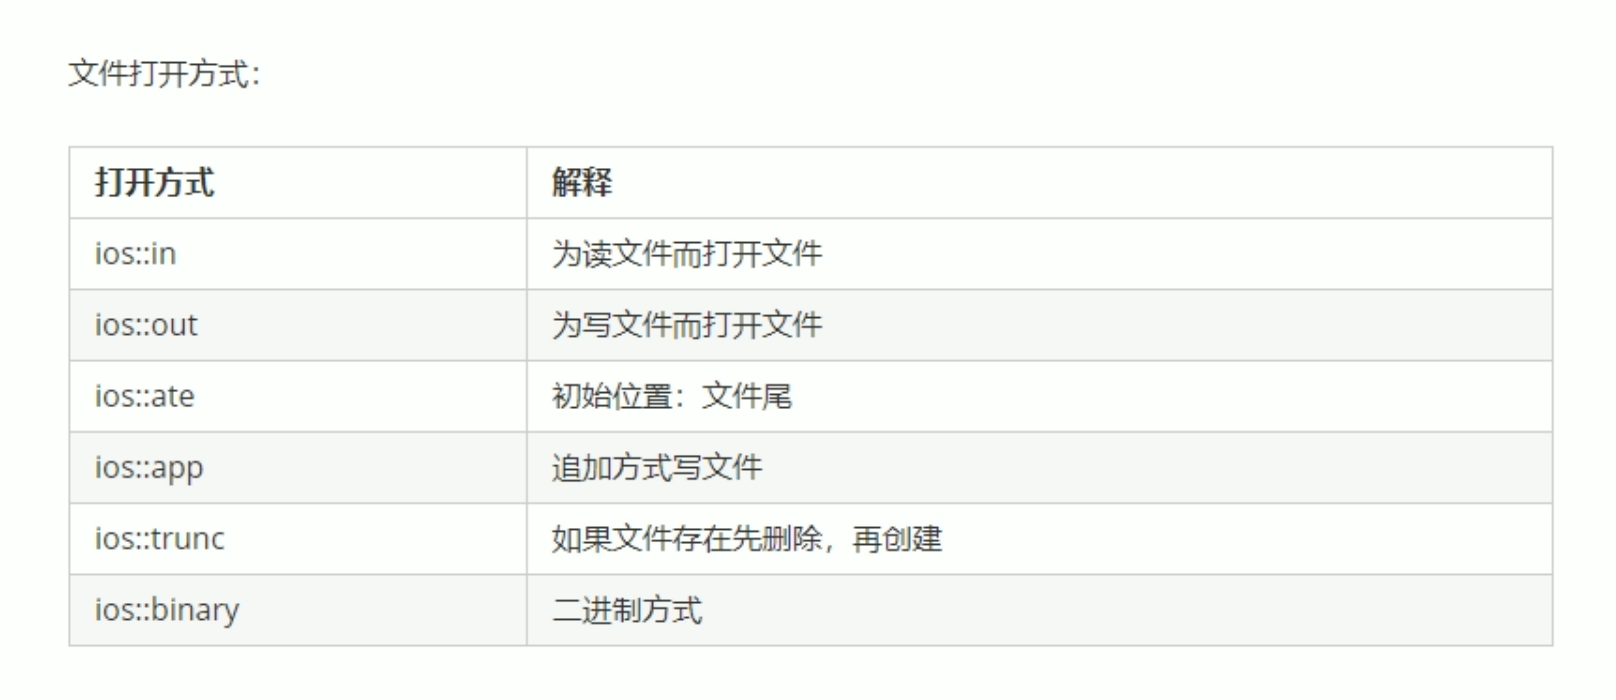 文件打开方式：
打开方式 解释
ios::in 为读文件而打开文件
ios::out 为写文件而打开文件
ios::ate 初始位置：文件尾
ios::app 追加方式写文件
ios::trunc 如果文件存在先删除，再创建
ios::binary 二进制方式